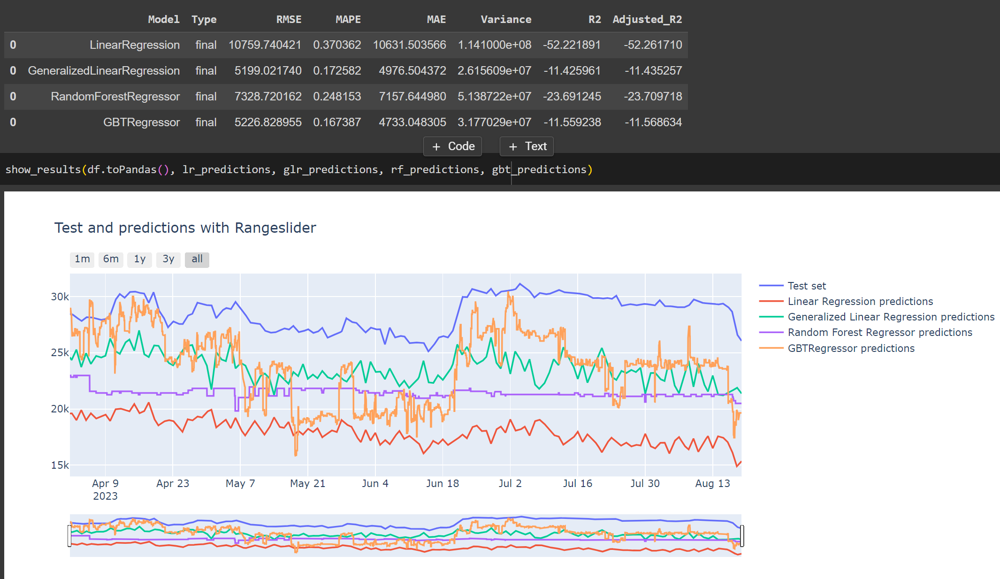 Model Type RMSE MAPE MAE Variance R2 Adjusted_R2
0 LinearRegression final 10759.740421 0.370362 10631.503566 1.141000e+08 -52.221891 -52.261710
0 GeneralizedLinearRegression final 5199.021740 0.172582 4976.504372 2.615609e+07 -11.425961 -11.435257
0 RandomForestRegressor final 7328.720162 0.248153 7157.644980 5.138722e+07 -23.691245 -23.709718
0 GBTRegressor final 5226.828955 0.167387 4733.048305 3.177029e+07 -11.559238 -11.568634
+ Code + Text
show_results(df.toPandas(), lr_predictions, glr_predictions, rf_predictions, gbt_predictions)
Test and predictions with Rangeslider
1m 6m 1y 3y all
30k
25k
20k
15k
Apr 9 Apr 23 May 7 May 21 Jun 4 Jun 18 Jul 2 Jul 16 Jul 30 Aug 13
2023
Test set
Linear Regression predictions
Generalized Linear Regression predictions
Random Forest Regressor predictions
GBTRegressor predictions